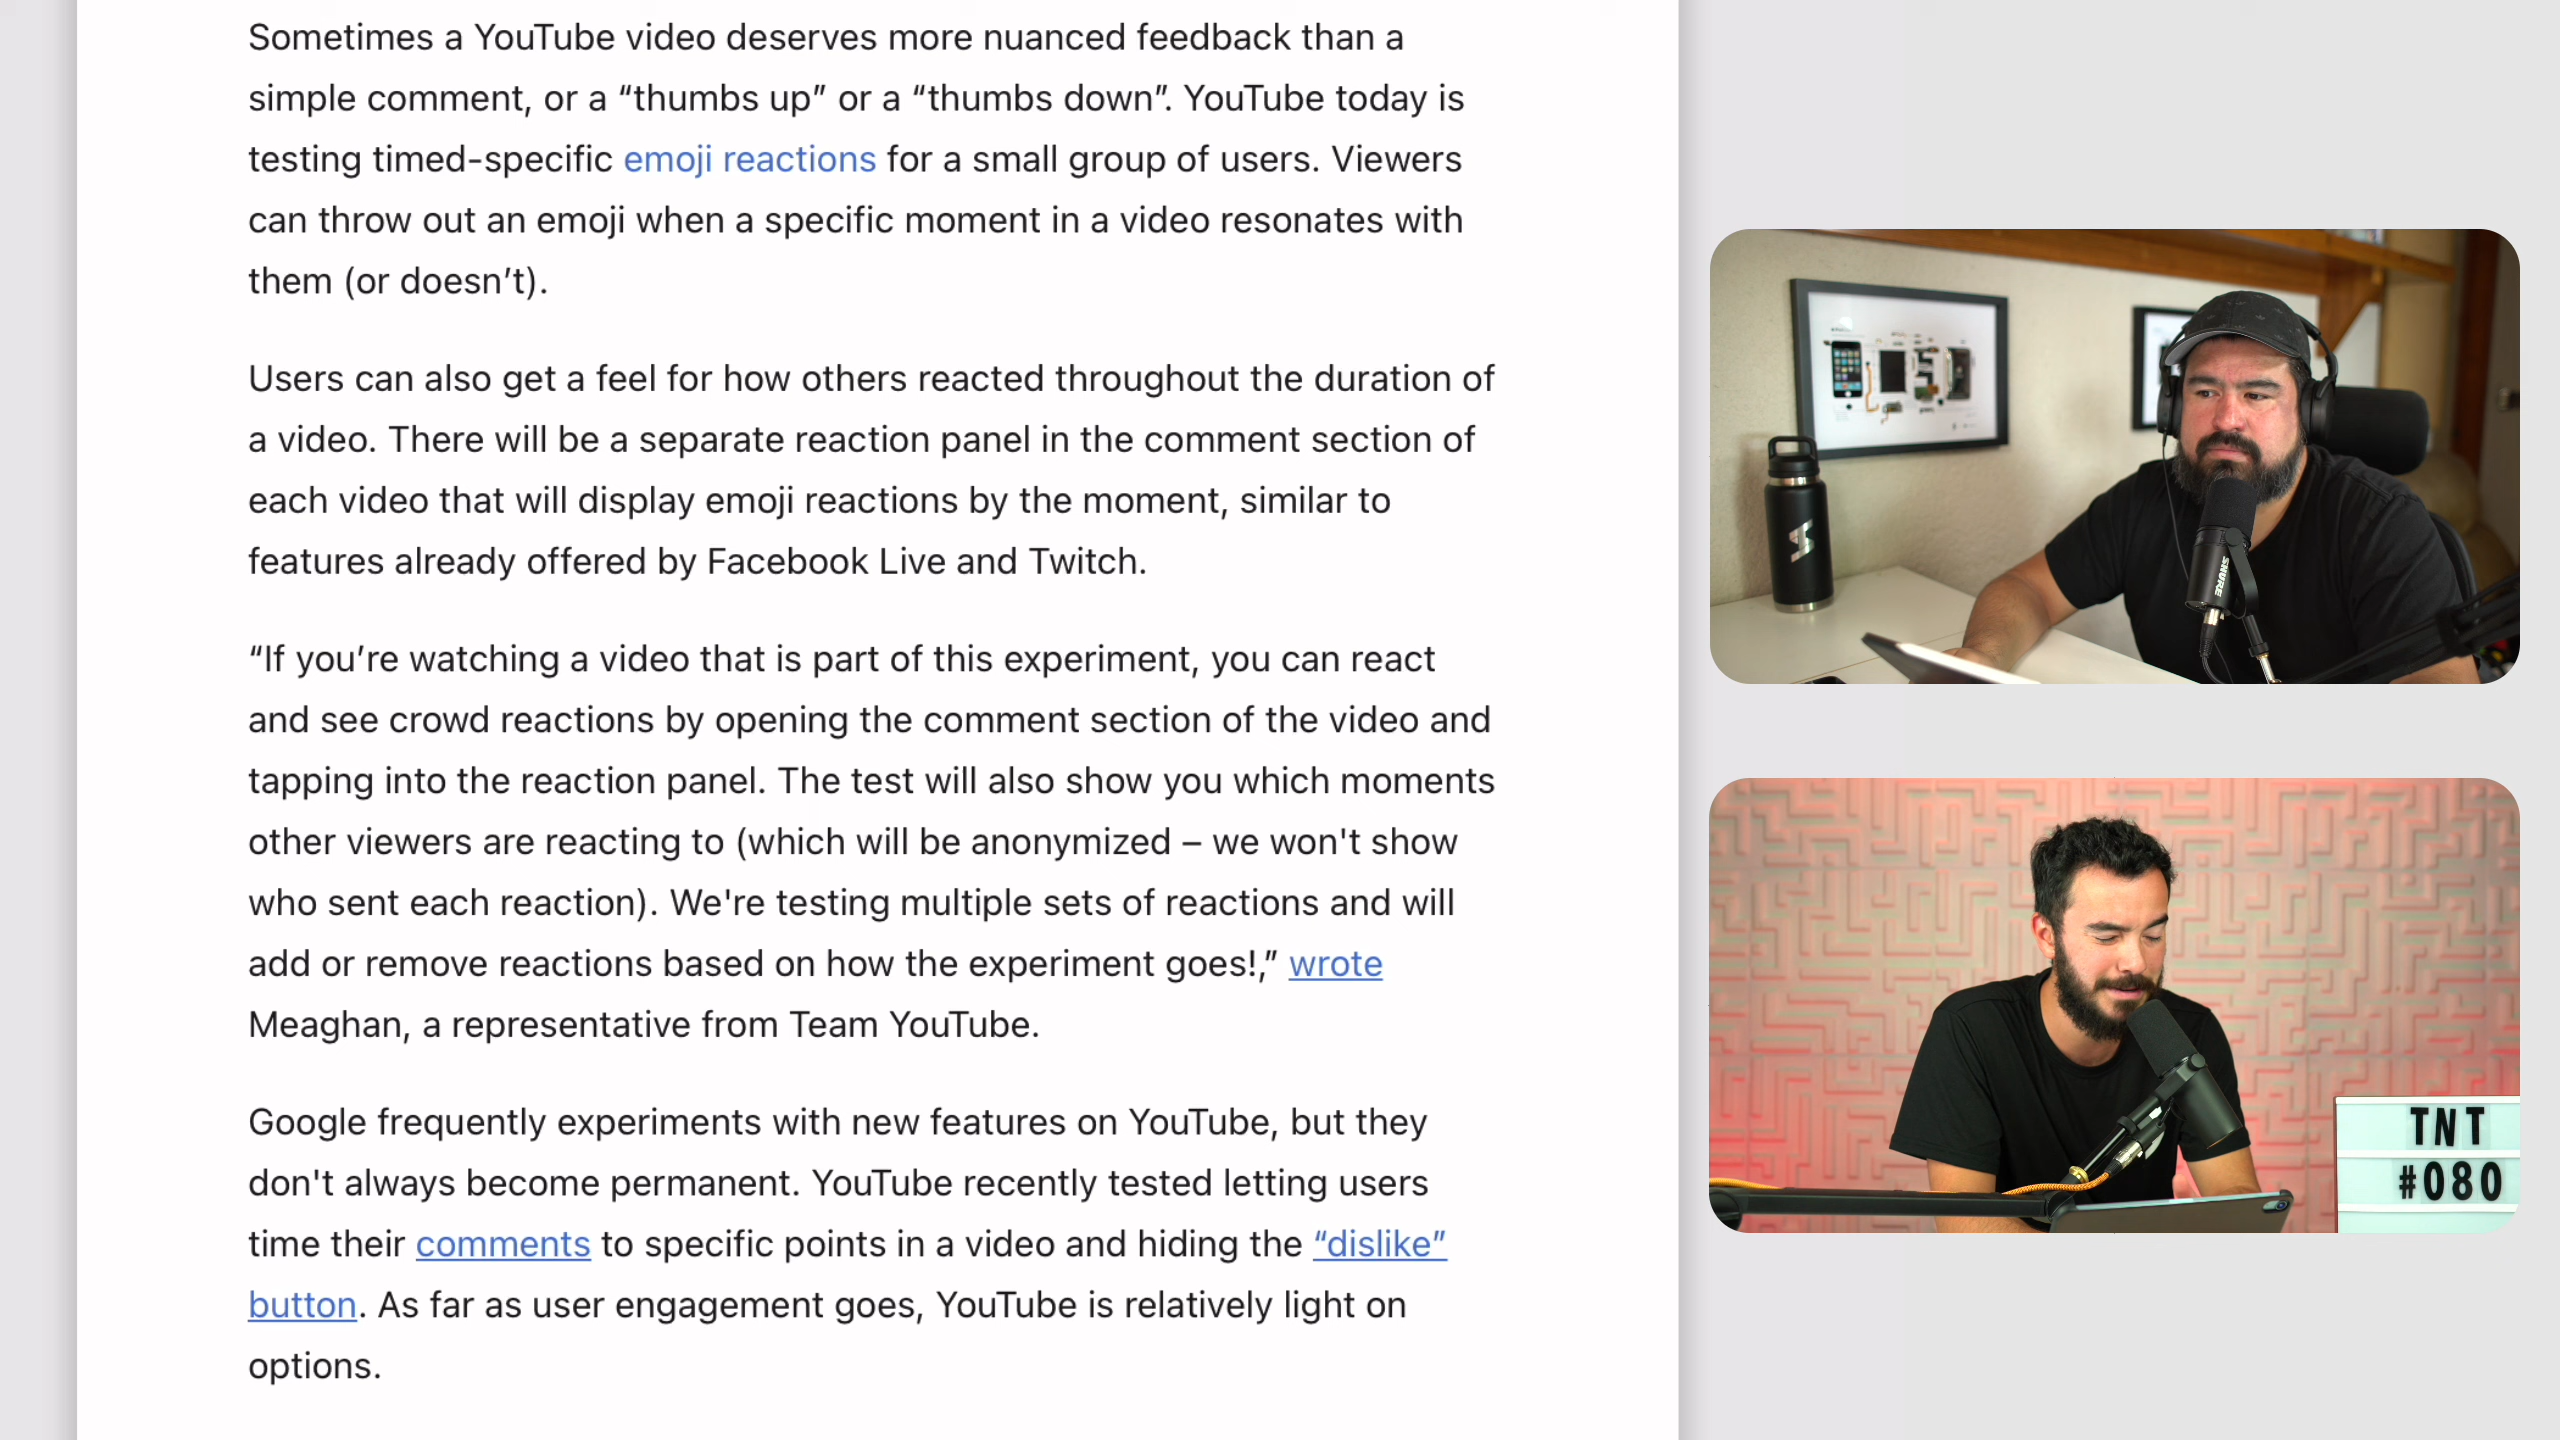 Sometimes a YouTube video deserves more nuanced feedback than a
simple comment, or a “thumbs up” or a “thumbs down”. YouTube today is
testing timed-specific emoji reactions for a small group of users. Viewers
can throw out an emoji when a specific moment in a video resonates with
them (or doesn’t).
Users can also get a feel for how others reacted throughout the duration of
a video. There will be a separate reaction panel in the comment section of
each video that will display emoji reactions by the moment, similar to
features already offered by Facebook Live and Twitch.
“If you’re watching a video that is part of this experiment, you can react
and see crowd reactions by opening the comment section of the video and
tapping into the reaction panel. The test will also show you which moments
other viewers are reacting to (which will be anonymized – we won't show
who sent each reaction). We're testing multiple sets of reactions and will
add or remove reactions based on how the experiment goes!,” wrote
Meaghan, a representative from Team YouTube.
Google frequently experiments with new features on YouTube, but they
don't always become permanent. YouTube recently tested letting users
time their comments to specific points in a video and hiding the “dislike”
button. As far as user engagement goes, YouTube is relatively light on
options.
SHURE
TNT
#080